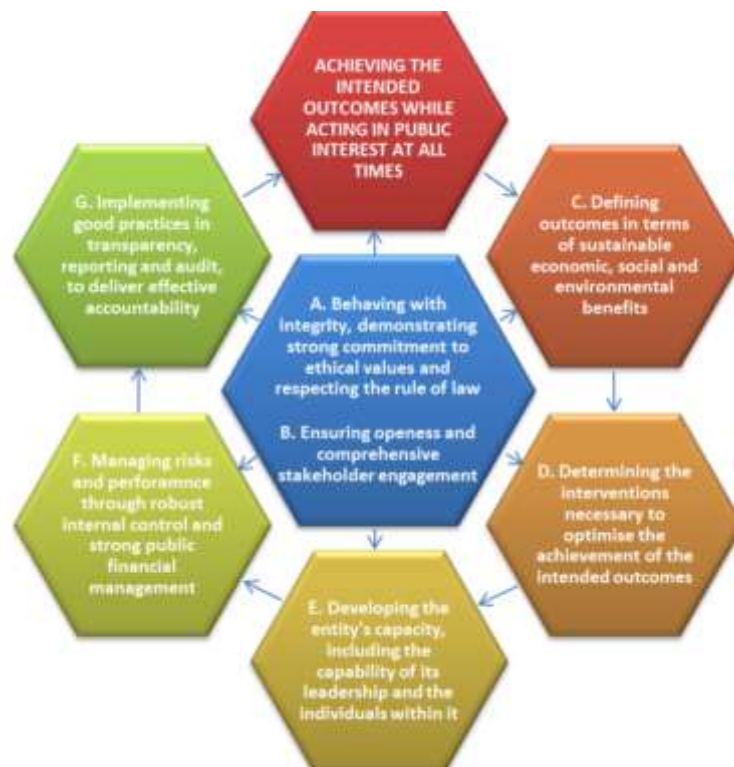 ACHIEVING THE
INTENDED
OUTCOMES WHILE
ACTING IN PUBLIC
INTEREST AT ALL
TIMES
C. Defining
outcomes in terms
of sustainable
economic, social and
environmental
benefits
D. Determining the
interventions
necessary to
optimise the
achievement of the
intended outcomes
E. Developing the
entity's capacity,
including the
capability of its
leadership and the
individuals within it
F. Managing risks
and perforamnce through robust
internal control and
strong public
financial
management
G. Implementing
good practices in
transparency,
reporting and audit,
to deliver effective
accountability
A. Behaving with
integrity, demonstrating
strong commitment to
ethical values and
respecting the rule of law
B. Ensuring openess and
comprehensive
stakeholder engagement